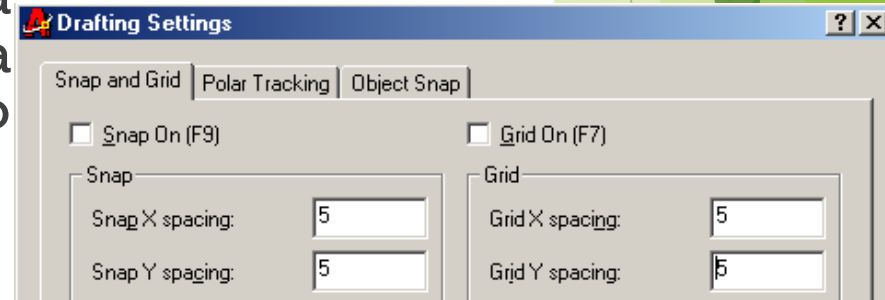 a
Drafting Settings
a
Snap and Grid Polar Tracking Object Snap
o
Snap On (F9) Grid On (F7)
Snap Grid
Snap X spacing: 5 Grid X spacing: 5
Snap Y spacing: 5 Grid Y spacing: 5